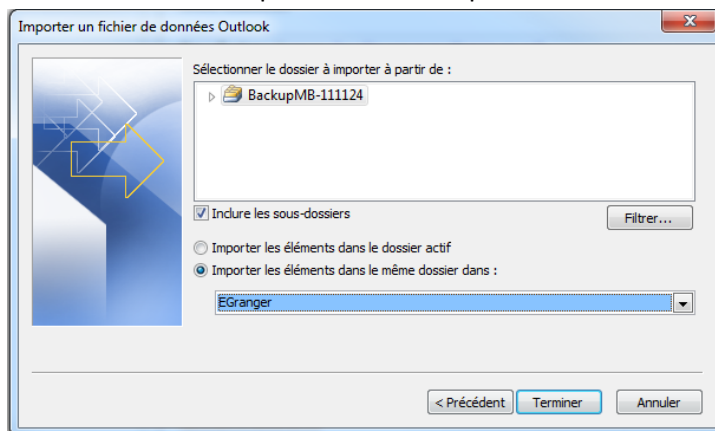 Importer un fichier de données Outlook
Sélectionner le dossier à importer à partir de :
BackupMB-111124
Inclure les sous-dossiers
Filtrer...
Importer les éléments dans le dossier actif
Importer les éléments dans le même dossier dans :
EGranger
< Précédent Terminer Annuler